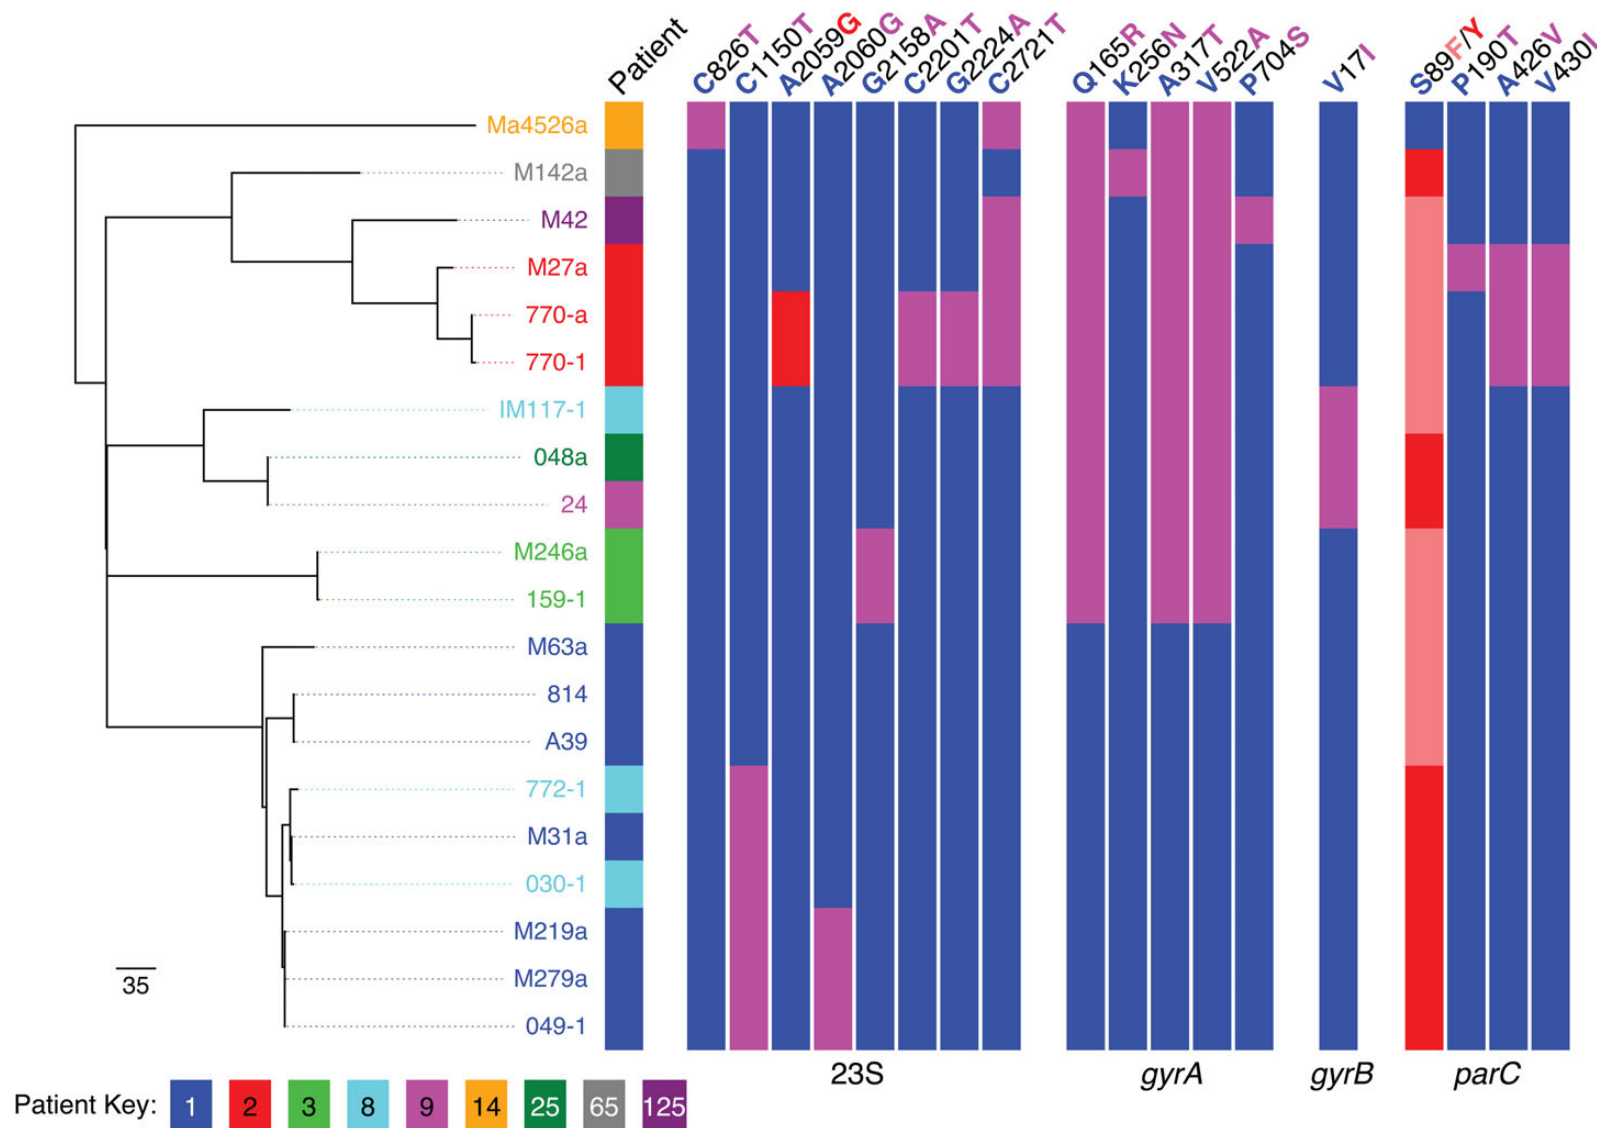 Patient C826T C1150T A2059G A2060G G2158A C2201T G2224A C2721T Q165R K256N A317T V522A P704S V17I S89F/Y P190T A426V V430I
Ma4526a
M142a
M42
M27a
770-a
770-1
IM117-1
048a
24
M246a
159-1
M63a
814
A39
772-1
M31a
030-1
M219a
35
M279a
049-1
23S gyrA gyrB parC
Patient Key: 1 2 3 8 9 14 25 65 125